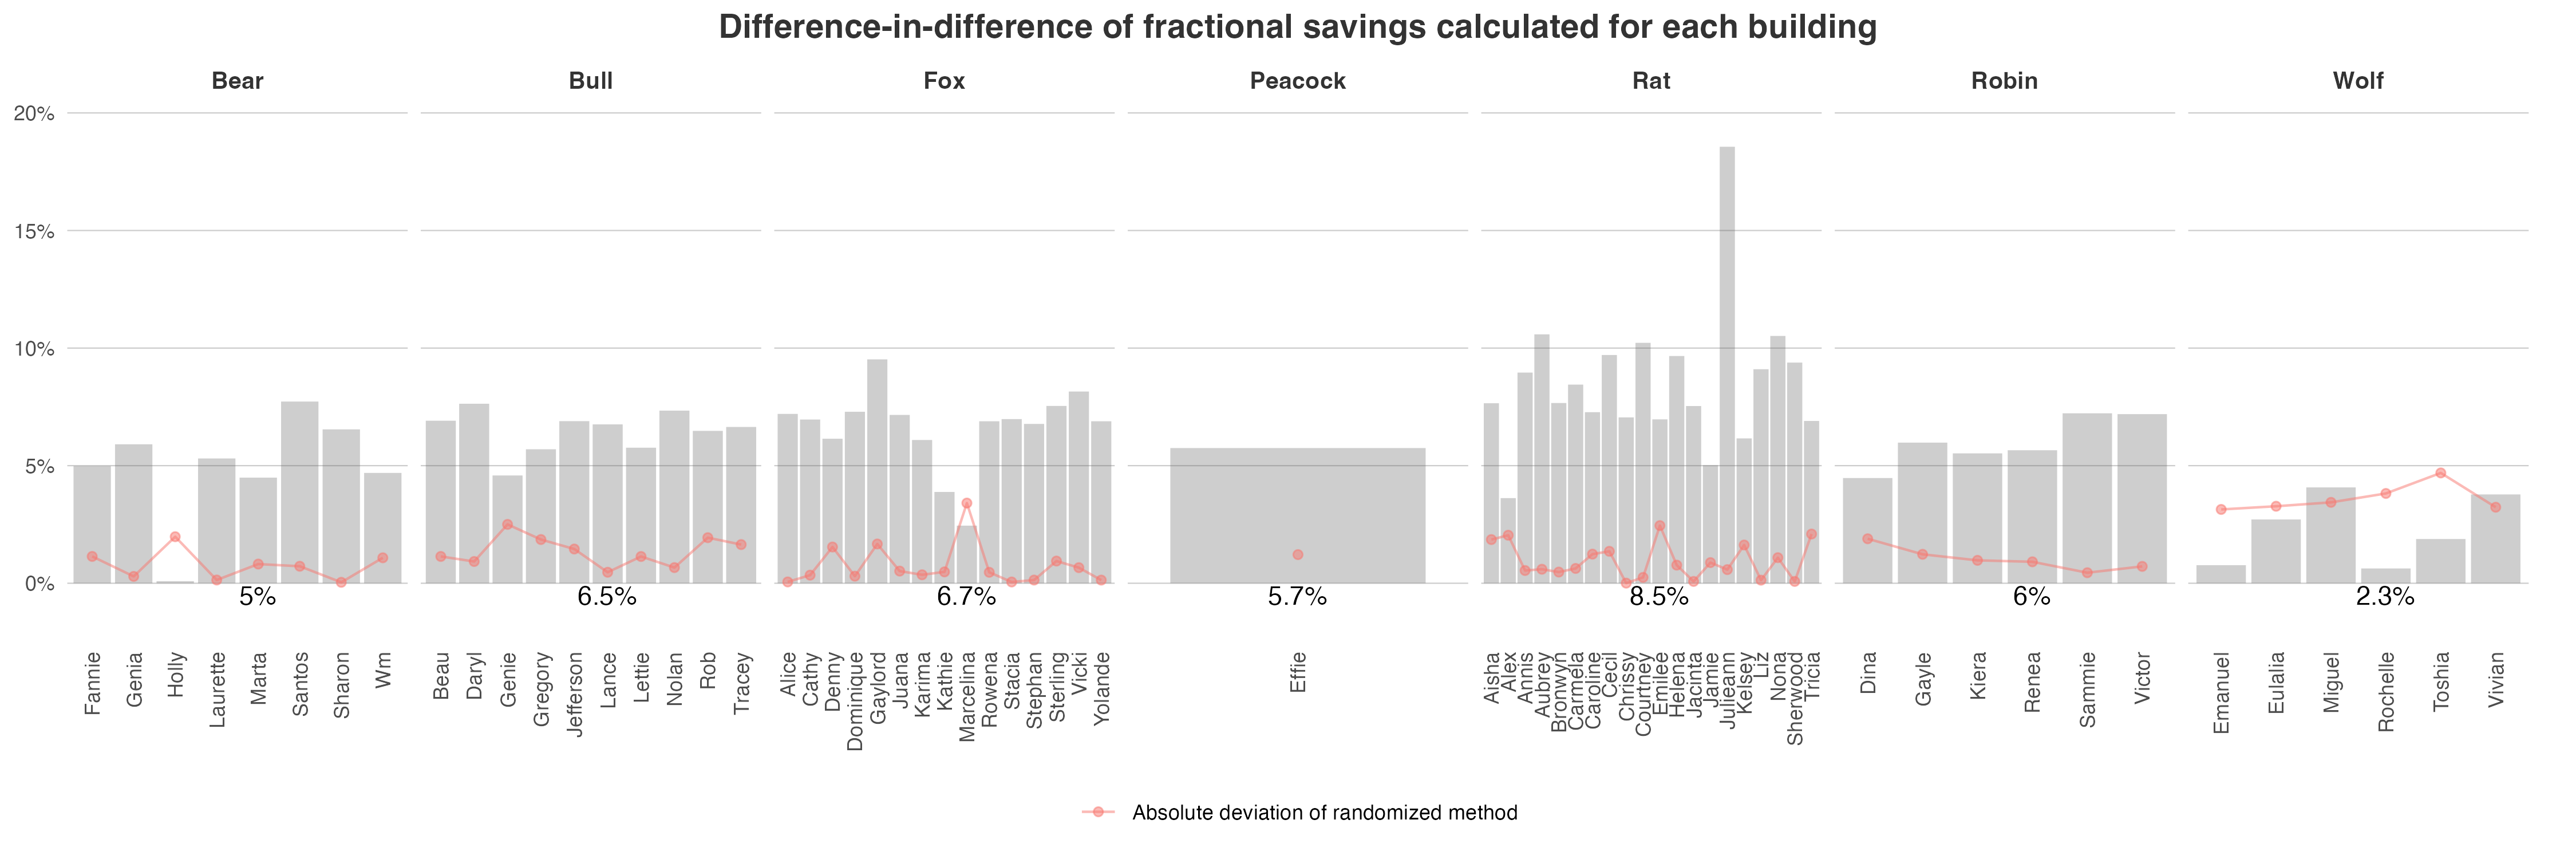 Difference-in-difference of fractional savings calculated for each building
Bear Bull Fox Peacock Rat Robin Wolf
20%
15%
10%
5%
0%
5% 6.5% 6.7% 5.7% 8.5% 6% 2.3%
Fannie Genia Holly Laurette Marta Santos Sharon Wm Beau Daryl Genie Gregory Jefferson Lance Lettie Nolan Rob Tracey Alice Cathy Denny Dominique Gaylord Juana Karima Kathie Marcelina Rowena Stacia Stephan Sterling Vicki Yolande Effie Aisha Alex Annis Aubrey Bronwyn Carmela Caroline Cecil Chrissy Courtney Emilee Helena Jacinta Jamie Julieann Kelsey Liz Nona Sherwood Tricia Dina Gayle Kiera Renea Sammie Victor Emanuel Eulalia Miguel Rochelle Toshia Vivian
Absolute deviation of randomized method